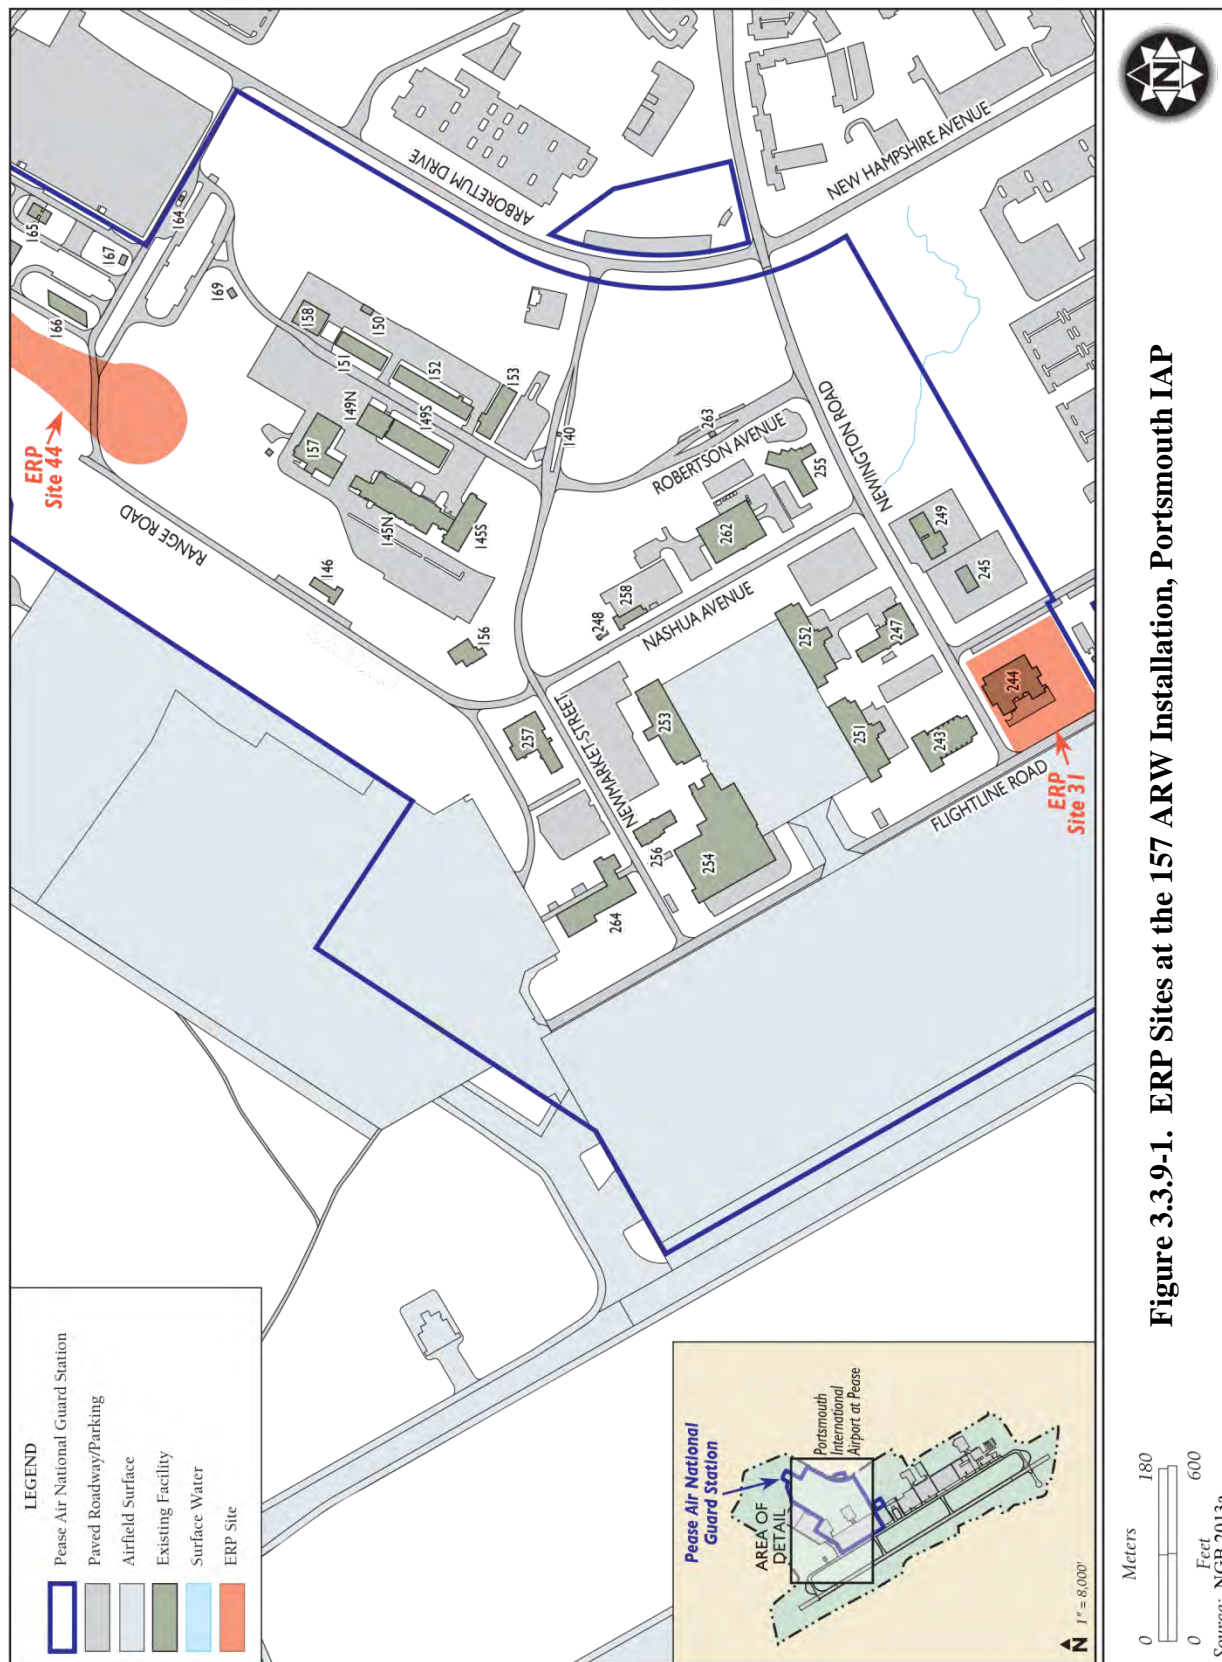 LEGEND
Pease Air National Guard Station
Paved Roadway/Parking
Airfield Surface
Existing Facility
Surface Water
ERP Site
ERP
Site 44
165
164
167
166
169
158
150
151
152
153
149N
149S
157
145N
145S
146
156
140
263
255
262
258
248
257
253
252
251
247
249
245
244
243
256
254
264
ARBORETUM DRIVE
NEW HAMPSHIRE AVENUE
RANGE ROAD
ROBERTSON AVENUE
NEWINGTON ROAD
NASHUA AVENUE
NEWMARKET-STREET
FLIGHTLINE ROAD
ERP
Site 31
Pease Air National
Guard Station
AREA OF
DETAIL
Portsmouth
International
Airport at Pease
N
1" = 8,000'
N
0 Meters 180
0 Feet 600
Source: NGB 2013a
Figure 3.3.9-1. ERP Sites at the 157 ARW Installation, Portsmouth IAP